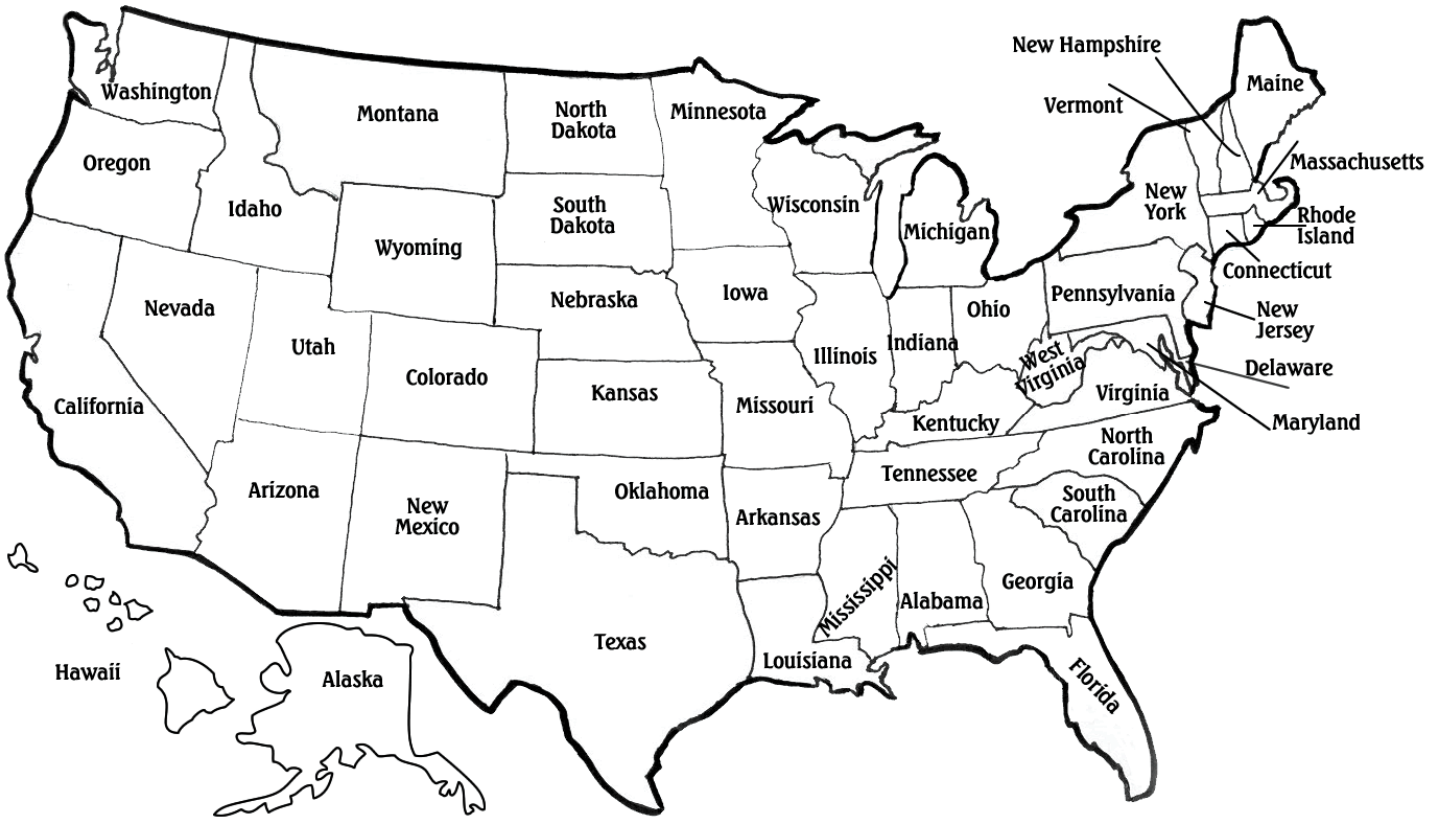 New Hampshire
Vermont
Maine
Washington
Montana
North
Dakota
Minnesota
Oregon
Massachusetts
Idaho
South
Dakota
Wisconsin
New
York
Rhode
Island
Wyoming
Michigan
Connecticut
Nevada
Nebraska
Iowa
Pennsylvania
New
Jersey
Ohio
Utah
Colorado
Illinois
Indiana
West
Virginia
Delaware
California
Kansas
Missouri
Kentucky
Virginia
Maryland
Arizona
New
Mexico
Oklahoma
Arkansas
Tennessee
North
Carolina
South
Carolina
Texas
Mississippi
Alabama
Georgia
Hawaii
Alaska
Louisiana
Florida